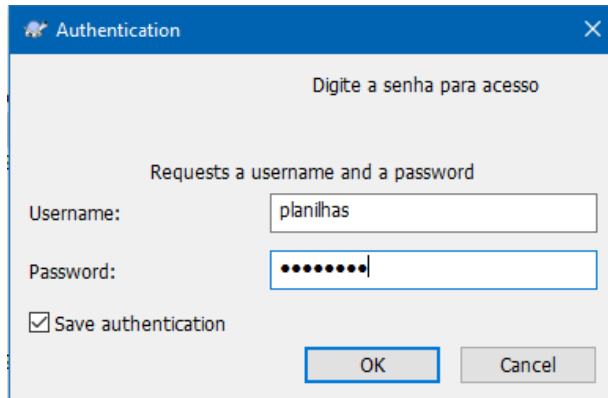 Authentication
Digite a senha para acesso
Requests a username and a password
Username: planilhas
Password: ••••••••
Save authentication
OK Cancel